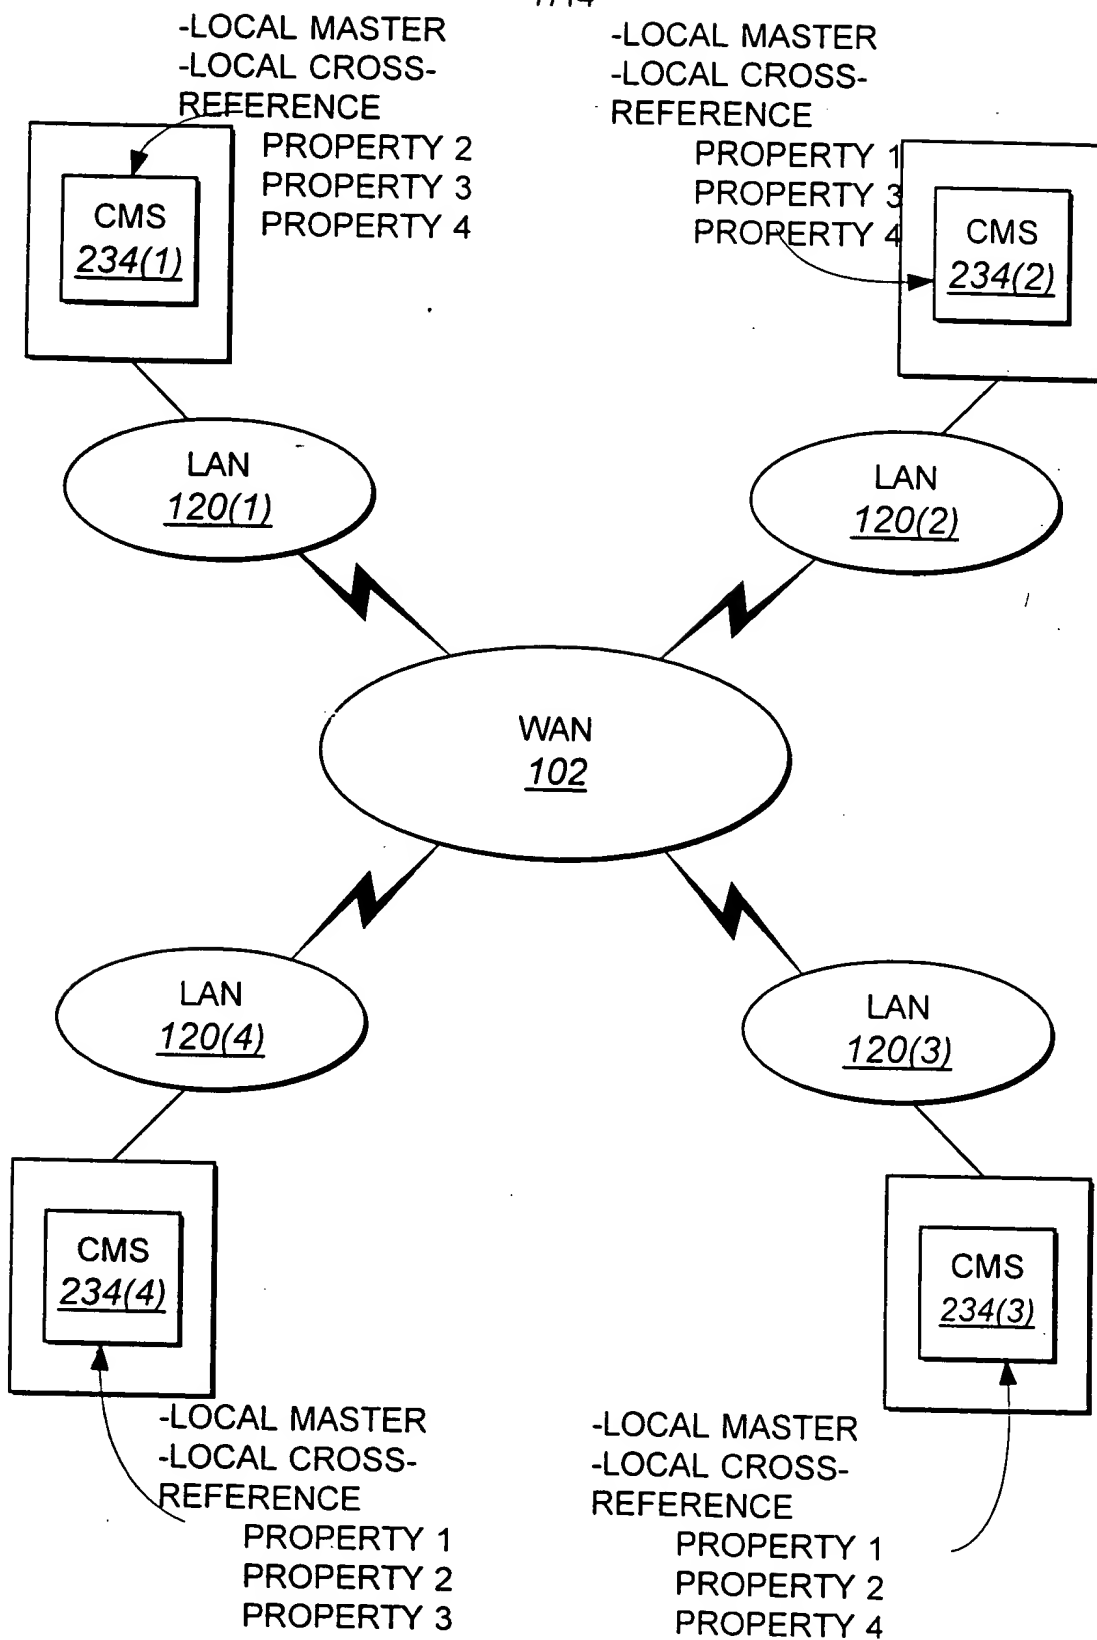 -LOCAL MASTER
-LOCAL CROSS-
REFERENCE
PROPERTY 2
PROPERTY 3
PROPERTY 4
-LOCAL MASTER
-LOCAL CROSS-
REFERENCE
PROPERTY 1
PROPERTY 3
PROPERTY 4
CMS
234(1)
CMS
234(2)
LAN
120(1)
LAN
120(2)
WAN
102
LAN
120(4)
LAN
120(3)
CMS
234(4)
CMS
234(3)
-LOCAL MASTER
-LOCAL CROSS-
REFERENCE
PROPERTY 1
PROPERTY 2
PROPERTY 3
-LOCAL MASTER
-LOCAL CROSS-
REFERENCE
PROPERTY 1
PROPERTY 2
PROPERTY 4